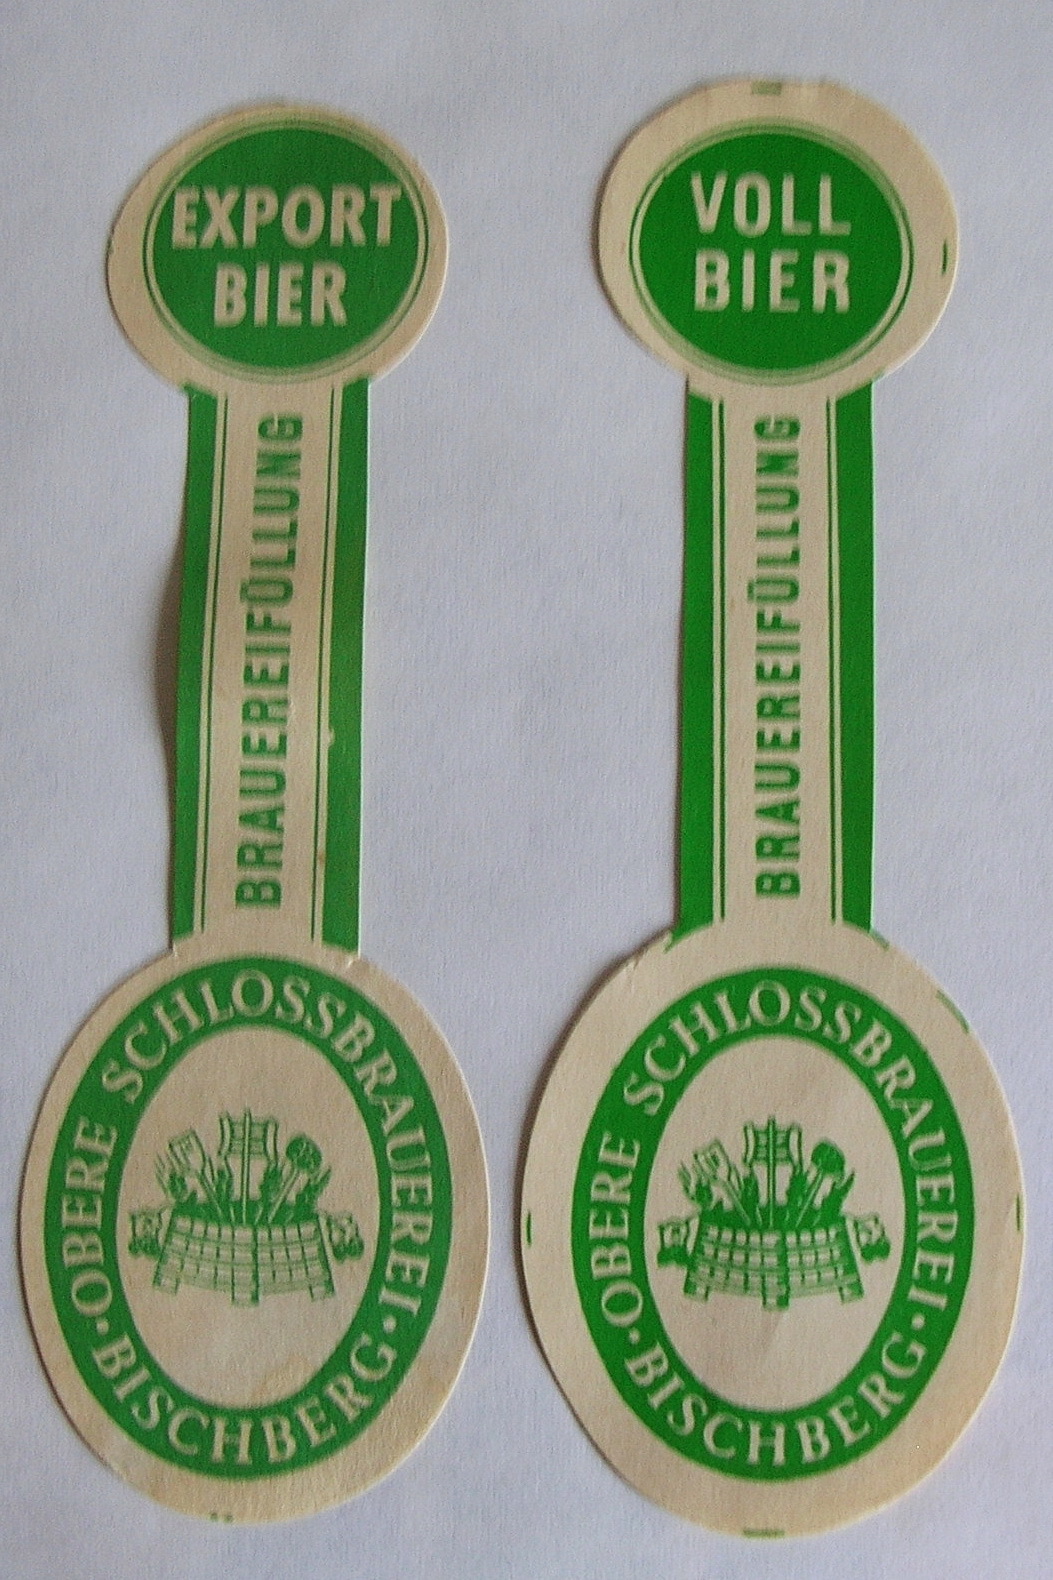 EXPORT
BIER
BRAUEREIFÜLLUNG
OBERE SCHLOSSBRAUEREI · BISCHBERG ·
VOLL
BIER
BRAUEREIFÜLLUNG
OBERE SCHLOSSBRAUEREI · BISCHBERG ·